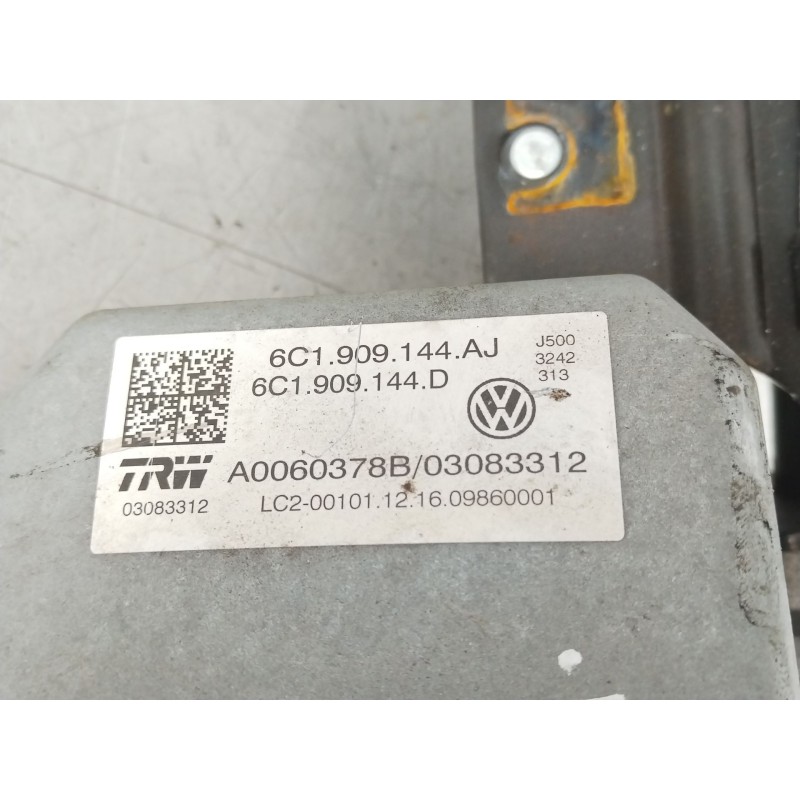 6C1.909.144.AJ
6C1.909.144.D
J500
3242
313
TRW A0060378B/03083312
03083312
LC2-00101.12.16.09860001